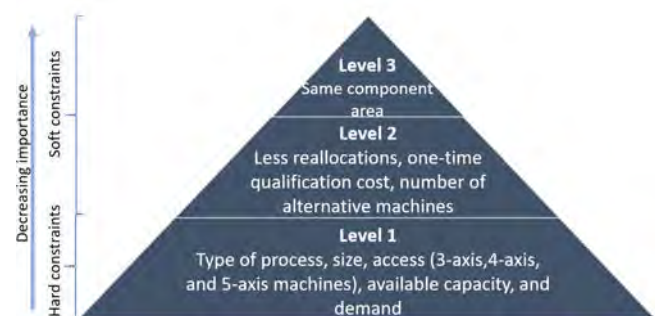 Decreasing importance
Soft constraints
Hard constraints
Level 3
Same component
area
Level 2
Less reallocations, one-time
qualification cost, number of
alternative machines
Level 1
Type of process, size, access (3-axis,4-axis,
and 5-axis machines), available capacity, and
demand